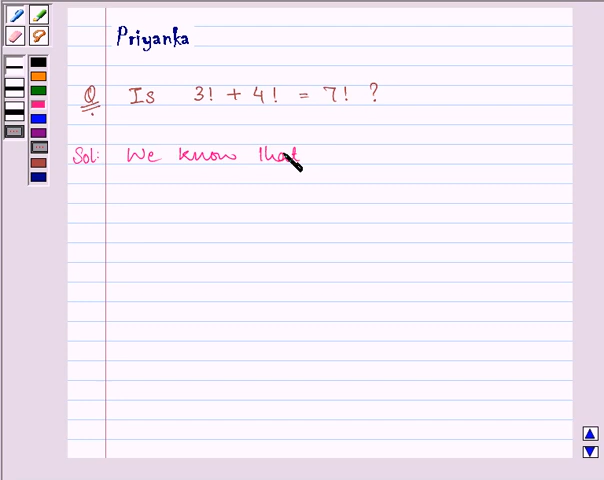 Priyanka
Q Is 3! + 4! = 7! ?
Sol: We know that